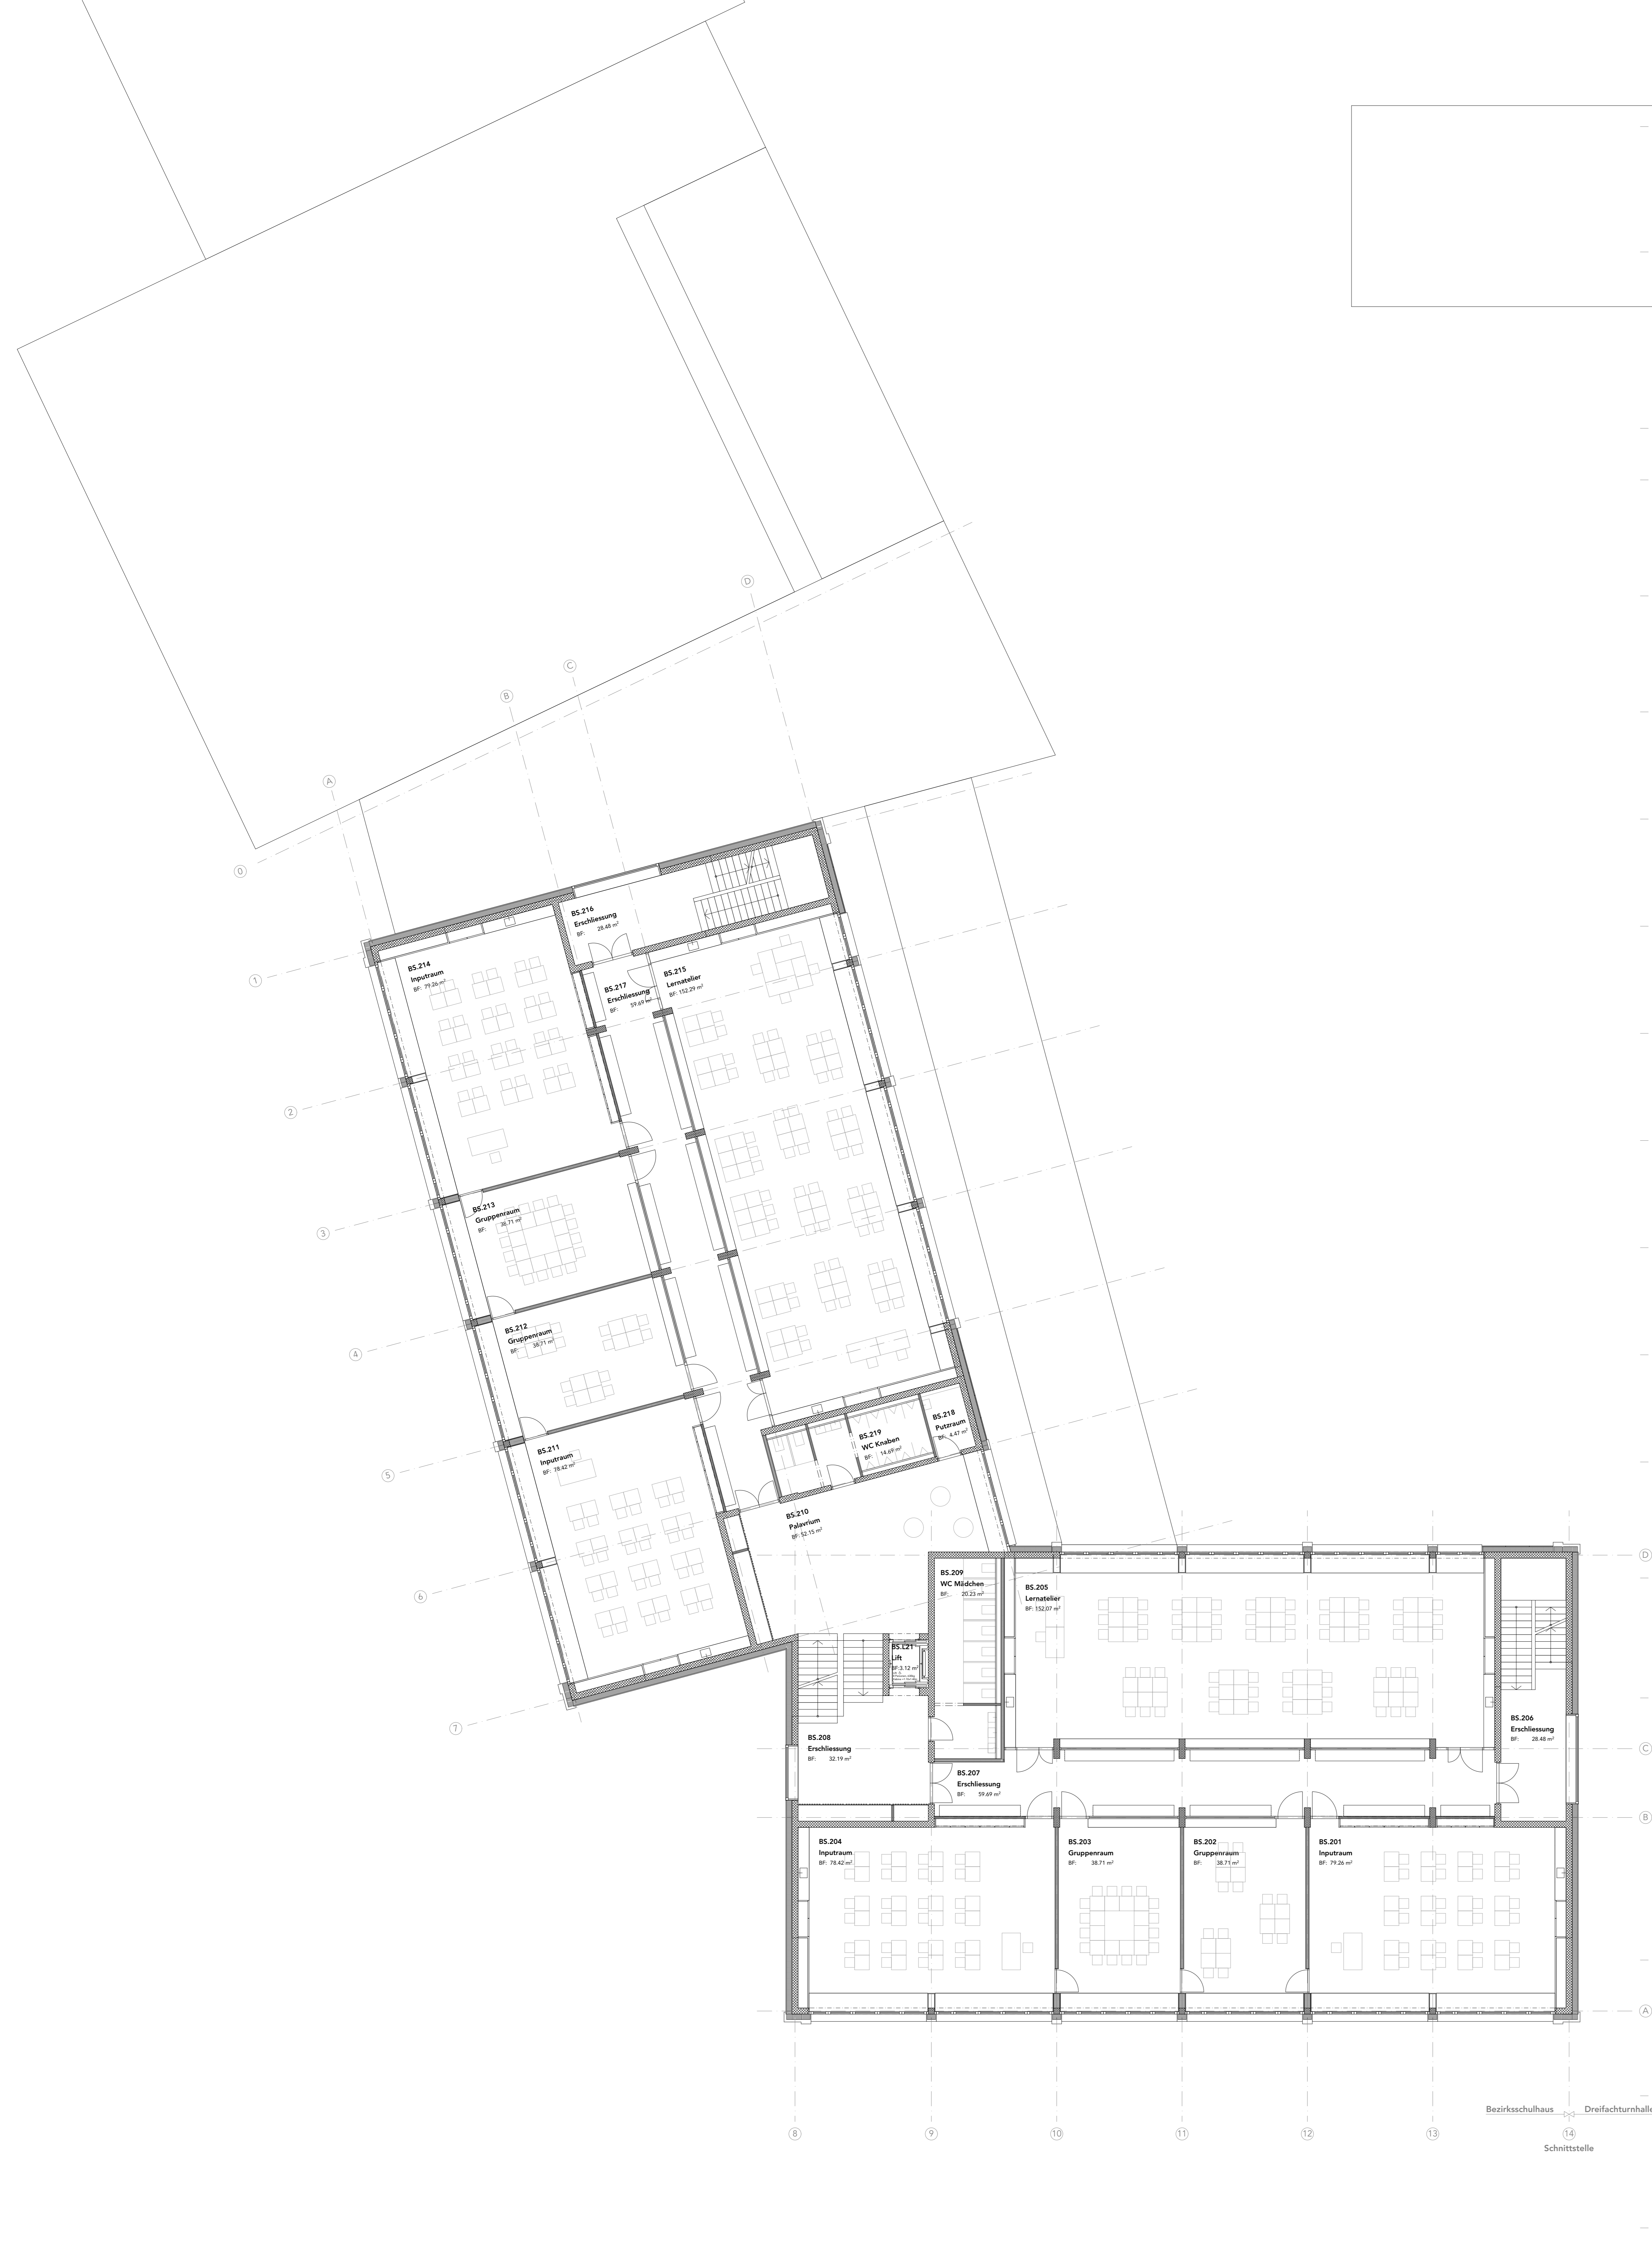 D
C
B
A
0
1
2
3
4
5
6
7
BS.216
Erschliessung
BF: 28.48 m²
BS.214
Inputraum
BF: 79.26 m²
BS.217
Erschliessung
BF: 59.69 m²
BS.215
Lernatelier
BF: 152.29 m²
BS.213
Gruppenraum
BF: 38.71 m²
BS.212
Gruppenraum
BF: 38.71 m²
BS.211
Inputraum
BF: 78.42 m²
BS.219
WC Knaben
BF: 14.69 m²
BS.218
Putzraum
BF: 4.47 m²
BS.210
Palavrium
BF: 52.15 m²
BS.209
WC Mädchen
BF: 20.23 m²
BS.205
Lernatelier
BF: 152.07 m²
BS.L21
Lift
BF: 3.12 m²
BS.208
Erschliessung
BF: 32.19 m²
BS.206
Erschliessung
BF: 28.48 m²
BS.207
Erschliessung
BF: 59.69 m²
BS.204
Inputraum
BF: 78.42 m²
BS.203
Gruppenraum
BF: 38.71 m²
BS.202
Gruppenraum
BF: 38.71 m²
BS.201
Inputraum
BF: 79.26 m²
D
C
B
A
Bezirksschulhaus
Dreifachturnhalle
8
9
10
11
12
13
14
Schnittstelle